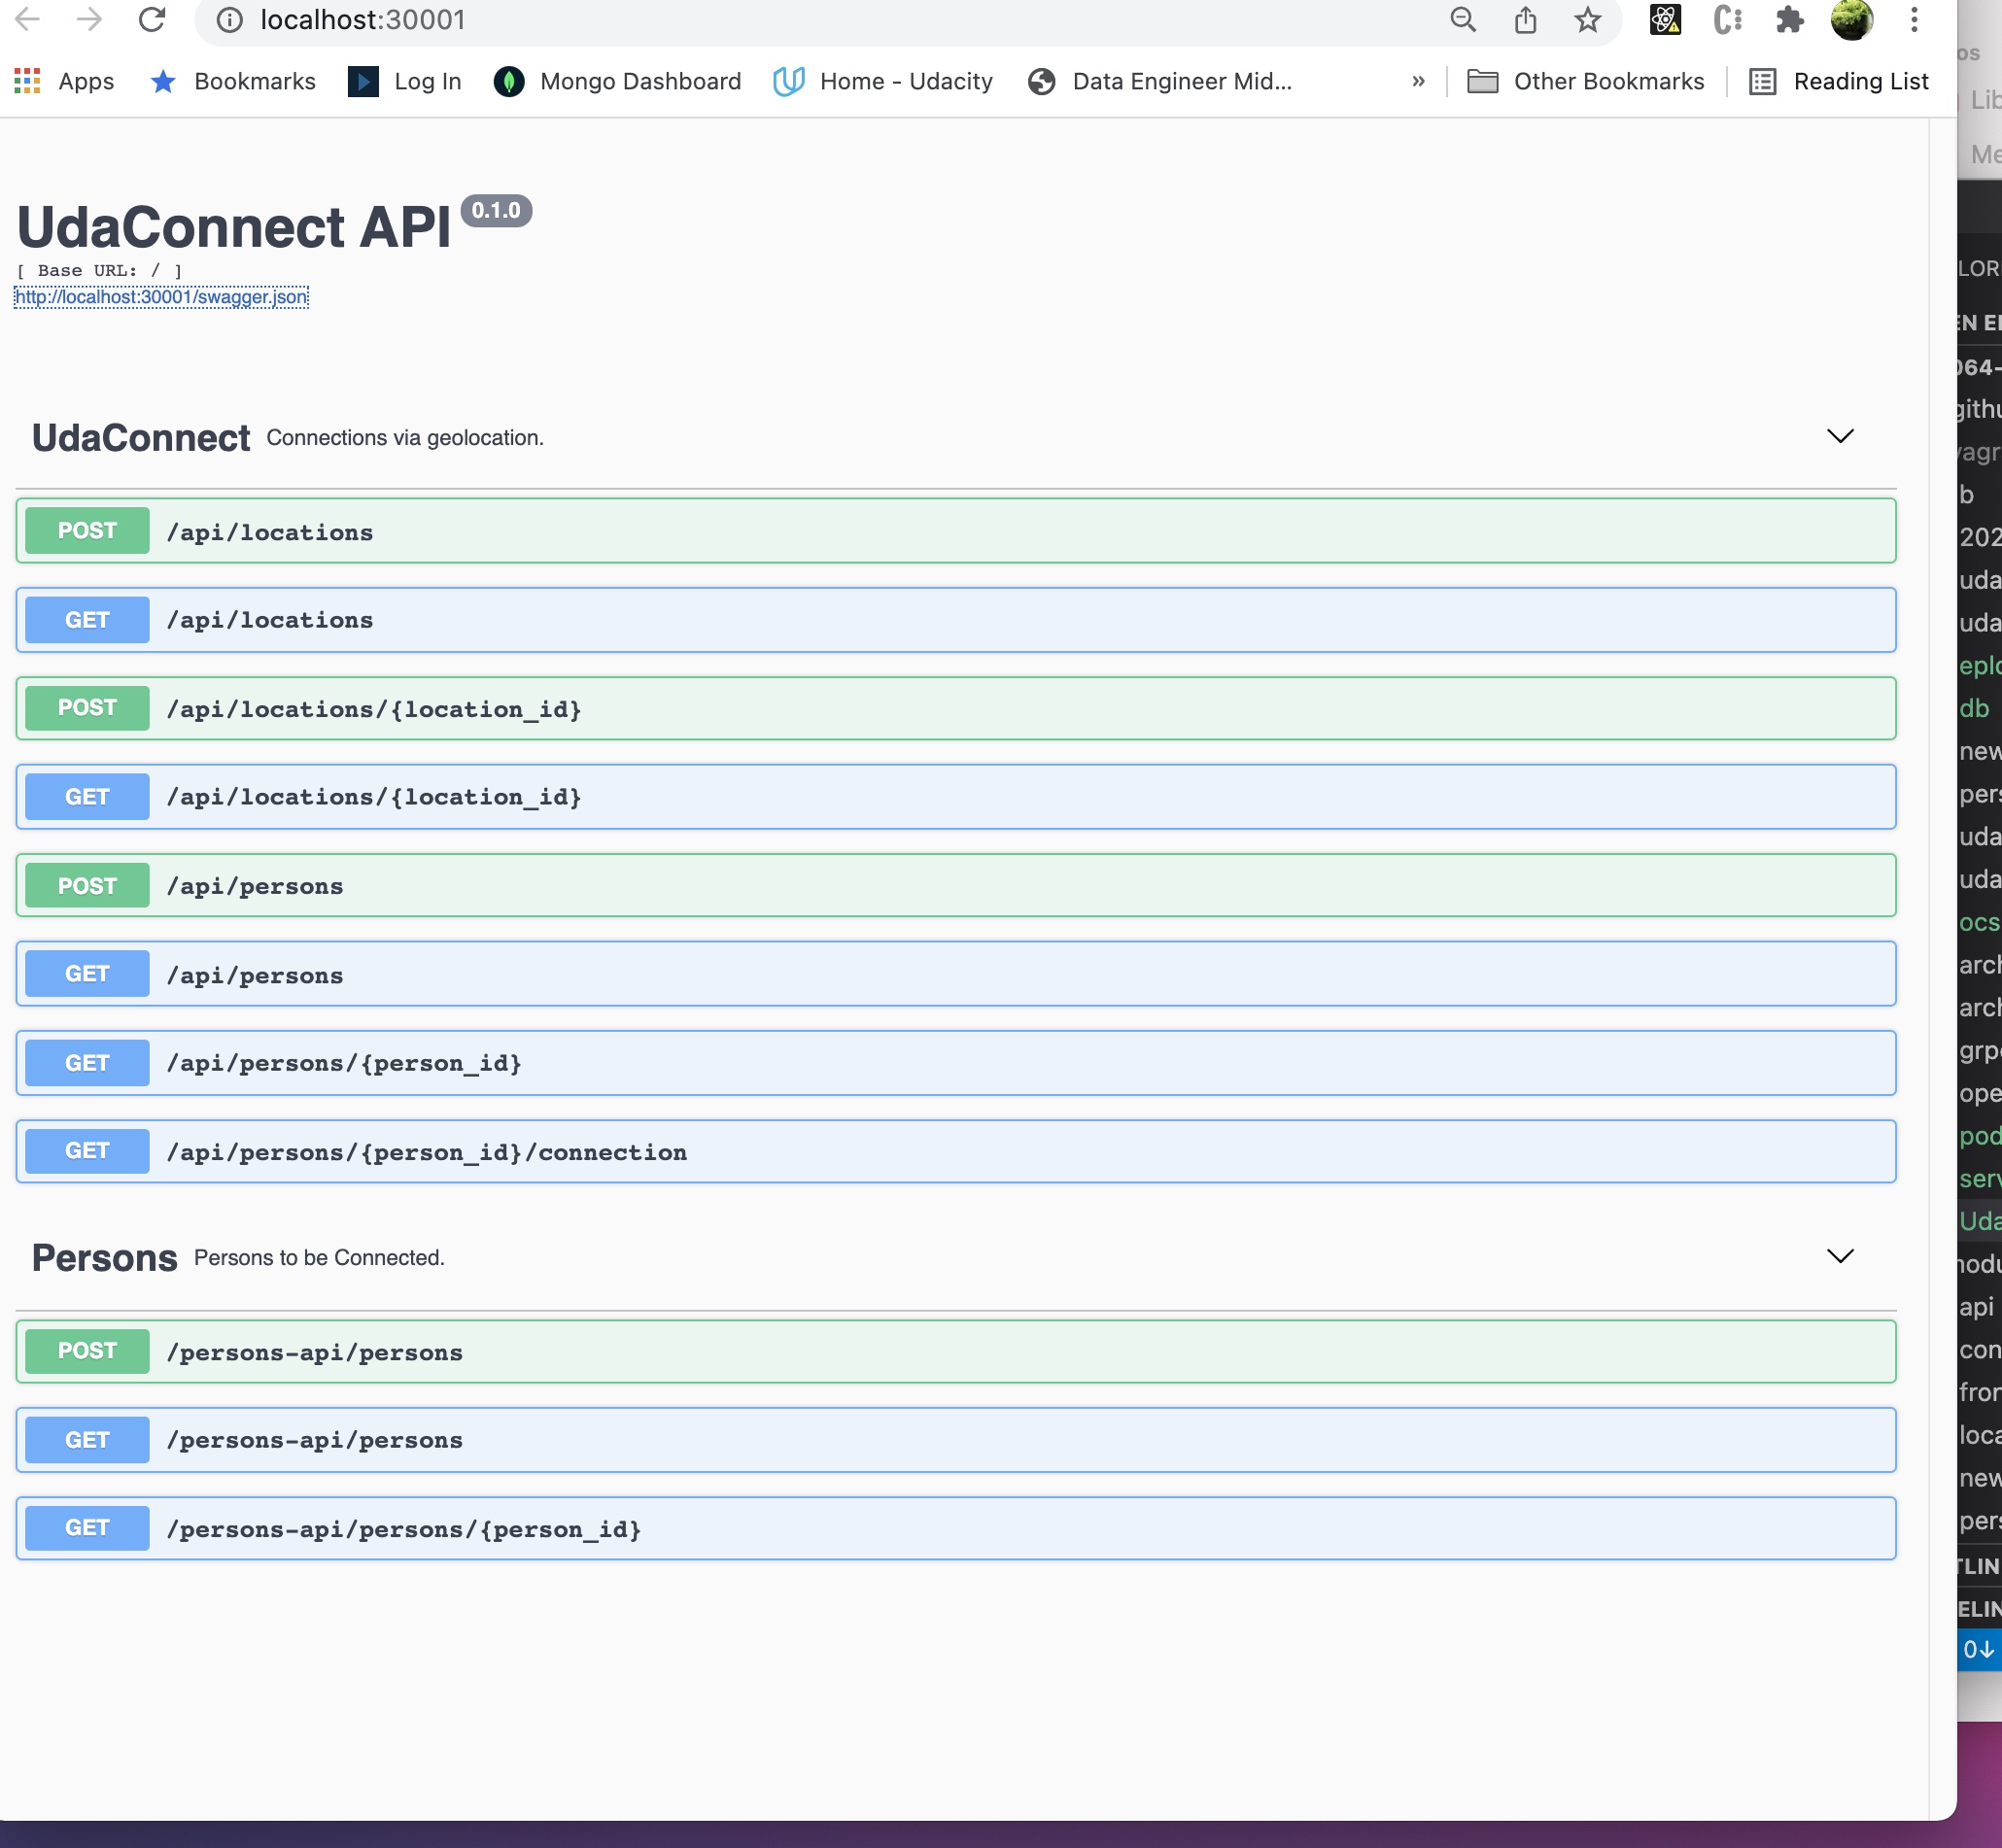 localhost:30001
Apps Bookmarks Log In Mongo Dashboard Home - Udacity Data Engineer Mid... » Other Bookmarks Reading List
UdaConnect API 0.1.0
[ Base URL: / ]
http://localhost:30001/swagger.json
UdaConnect Connections via geolocation.
POST /api/locations
GET /api/locations
POST /api/locations/{location_id}
GET /api/locations/{location_id}
POST /api/persons
GET /api/persons
GET /api/persons/{person_id}
GET /api/persons/{person_id}/connection
Persons Persons to be Connected.
POST /persons-api/persons
GET /persons-api/persons
GET /persons-api/persons/{person_id}
os
Lib
Me
LOR
EN E
064-
githu
vagr
b
202
uda
uda
eplo
db
new
pers
uda
uda
ocs
arch
arch
grp
ope
pod
serv
Uda
nodu
api
con
fron
loca
new
pers
TLIN
ELIN
0↓